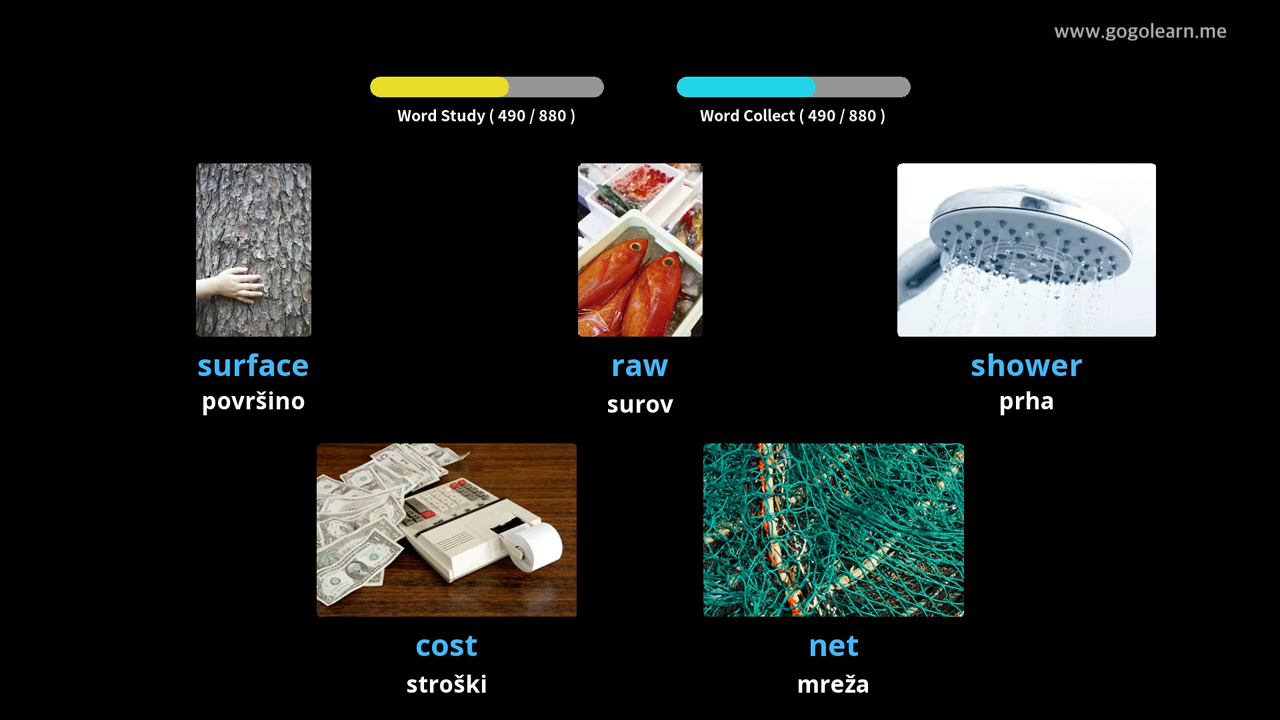 www.gogolearn.me
Word Study ( 490 / 880 )
Word Collect ( 490 / 880 )
surface
površino
raw
surov
shower
prha
cost
stroški
net
mreža